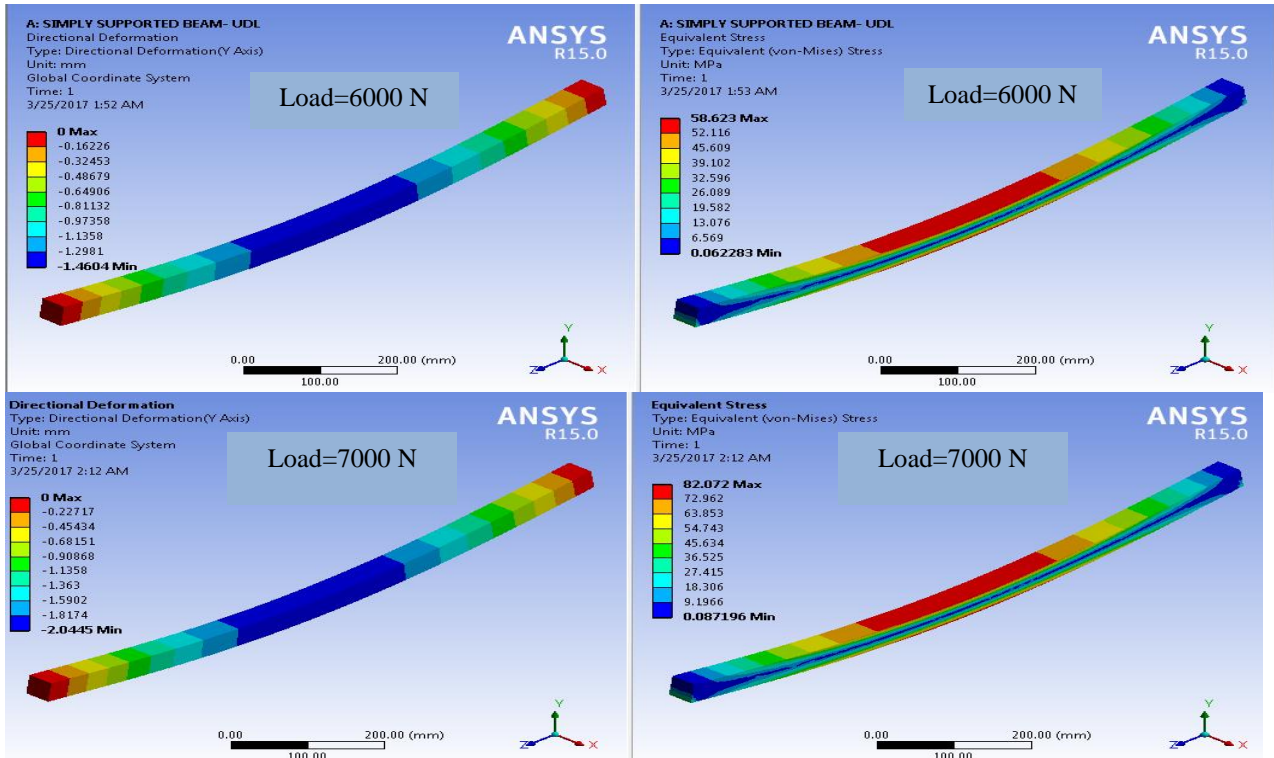 A: SIMPLY SUPPORTED BEAM- UDL
Directional Deformation
Type: Directional Deformation(Y Axis)
Unit: mm
Global Coordinate System
Time: 1
3/25/2017 1:52 AM
ANSYS
R15.0
Load=6000 N
0 Max
-0.16226
-0.32453
-0.48679
-0.64906
-0.81132
-0.97358
-1.1358
-1.2981
-1.4604 Min
0.00
200.00 (mm)
100.00
Y
Z
X
A: SIMPLY SUPPORTED BEAM- UDL
Equivalent Stress
Type: Equivalent (von-Mises) Stress
Unit: MPa
Time: 1
3/25/2017 1:53 AM
ANSYS
R15.0
Load=6000 N
58.623 Max
52.116
45.609
39.102
32.596
26.089
19.582
13.076
6.569
0.062283 Min
0.00
200.00 (mm)
100.00
Y
Z
X
Directional Deformation
Type: Directional Deformation(Y Axis)
Unit: mm
Global Coordinate System
Time: 1
3/25/2017 2:12 AM
ANSYS
R15.0
Load=7000 N
0 Max
-0.22717
-0.45434
-0.68151
-0.90868
-1.1358
-1.363
-1.5902
-1.8174
-2.0445 Min
0.00
200.00 (mm)
100.00
Y
Z
X
Equivalent Stress
Type: Equivalent (von-Mises) Stress
Unit: MPa
Time: 1
3/25/2017 2:12 AM
ANSYS
R15.0
Load=7000 N
82.072 Max
72.962
63.853
54.743
45.634
36.525
27.415
18.306
9.1966
0.087196 Min
0.00
200.00 (mm)
100.00
Y
Z
X